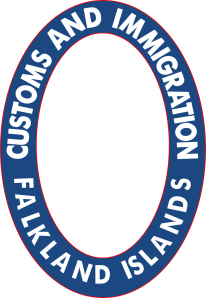 CUSTOMS AND IMMIGRATION
FALKLAND ISLANDS